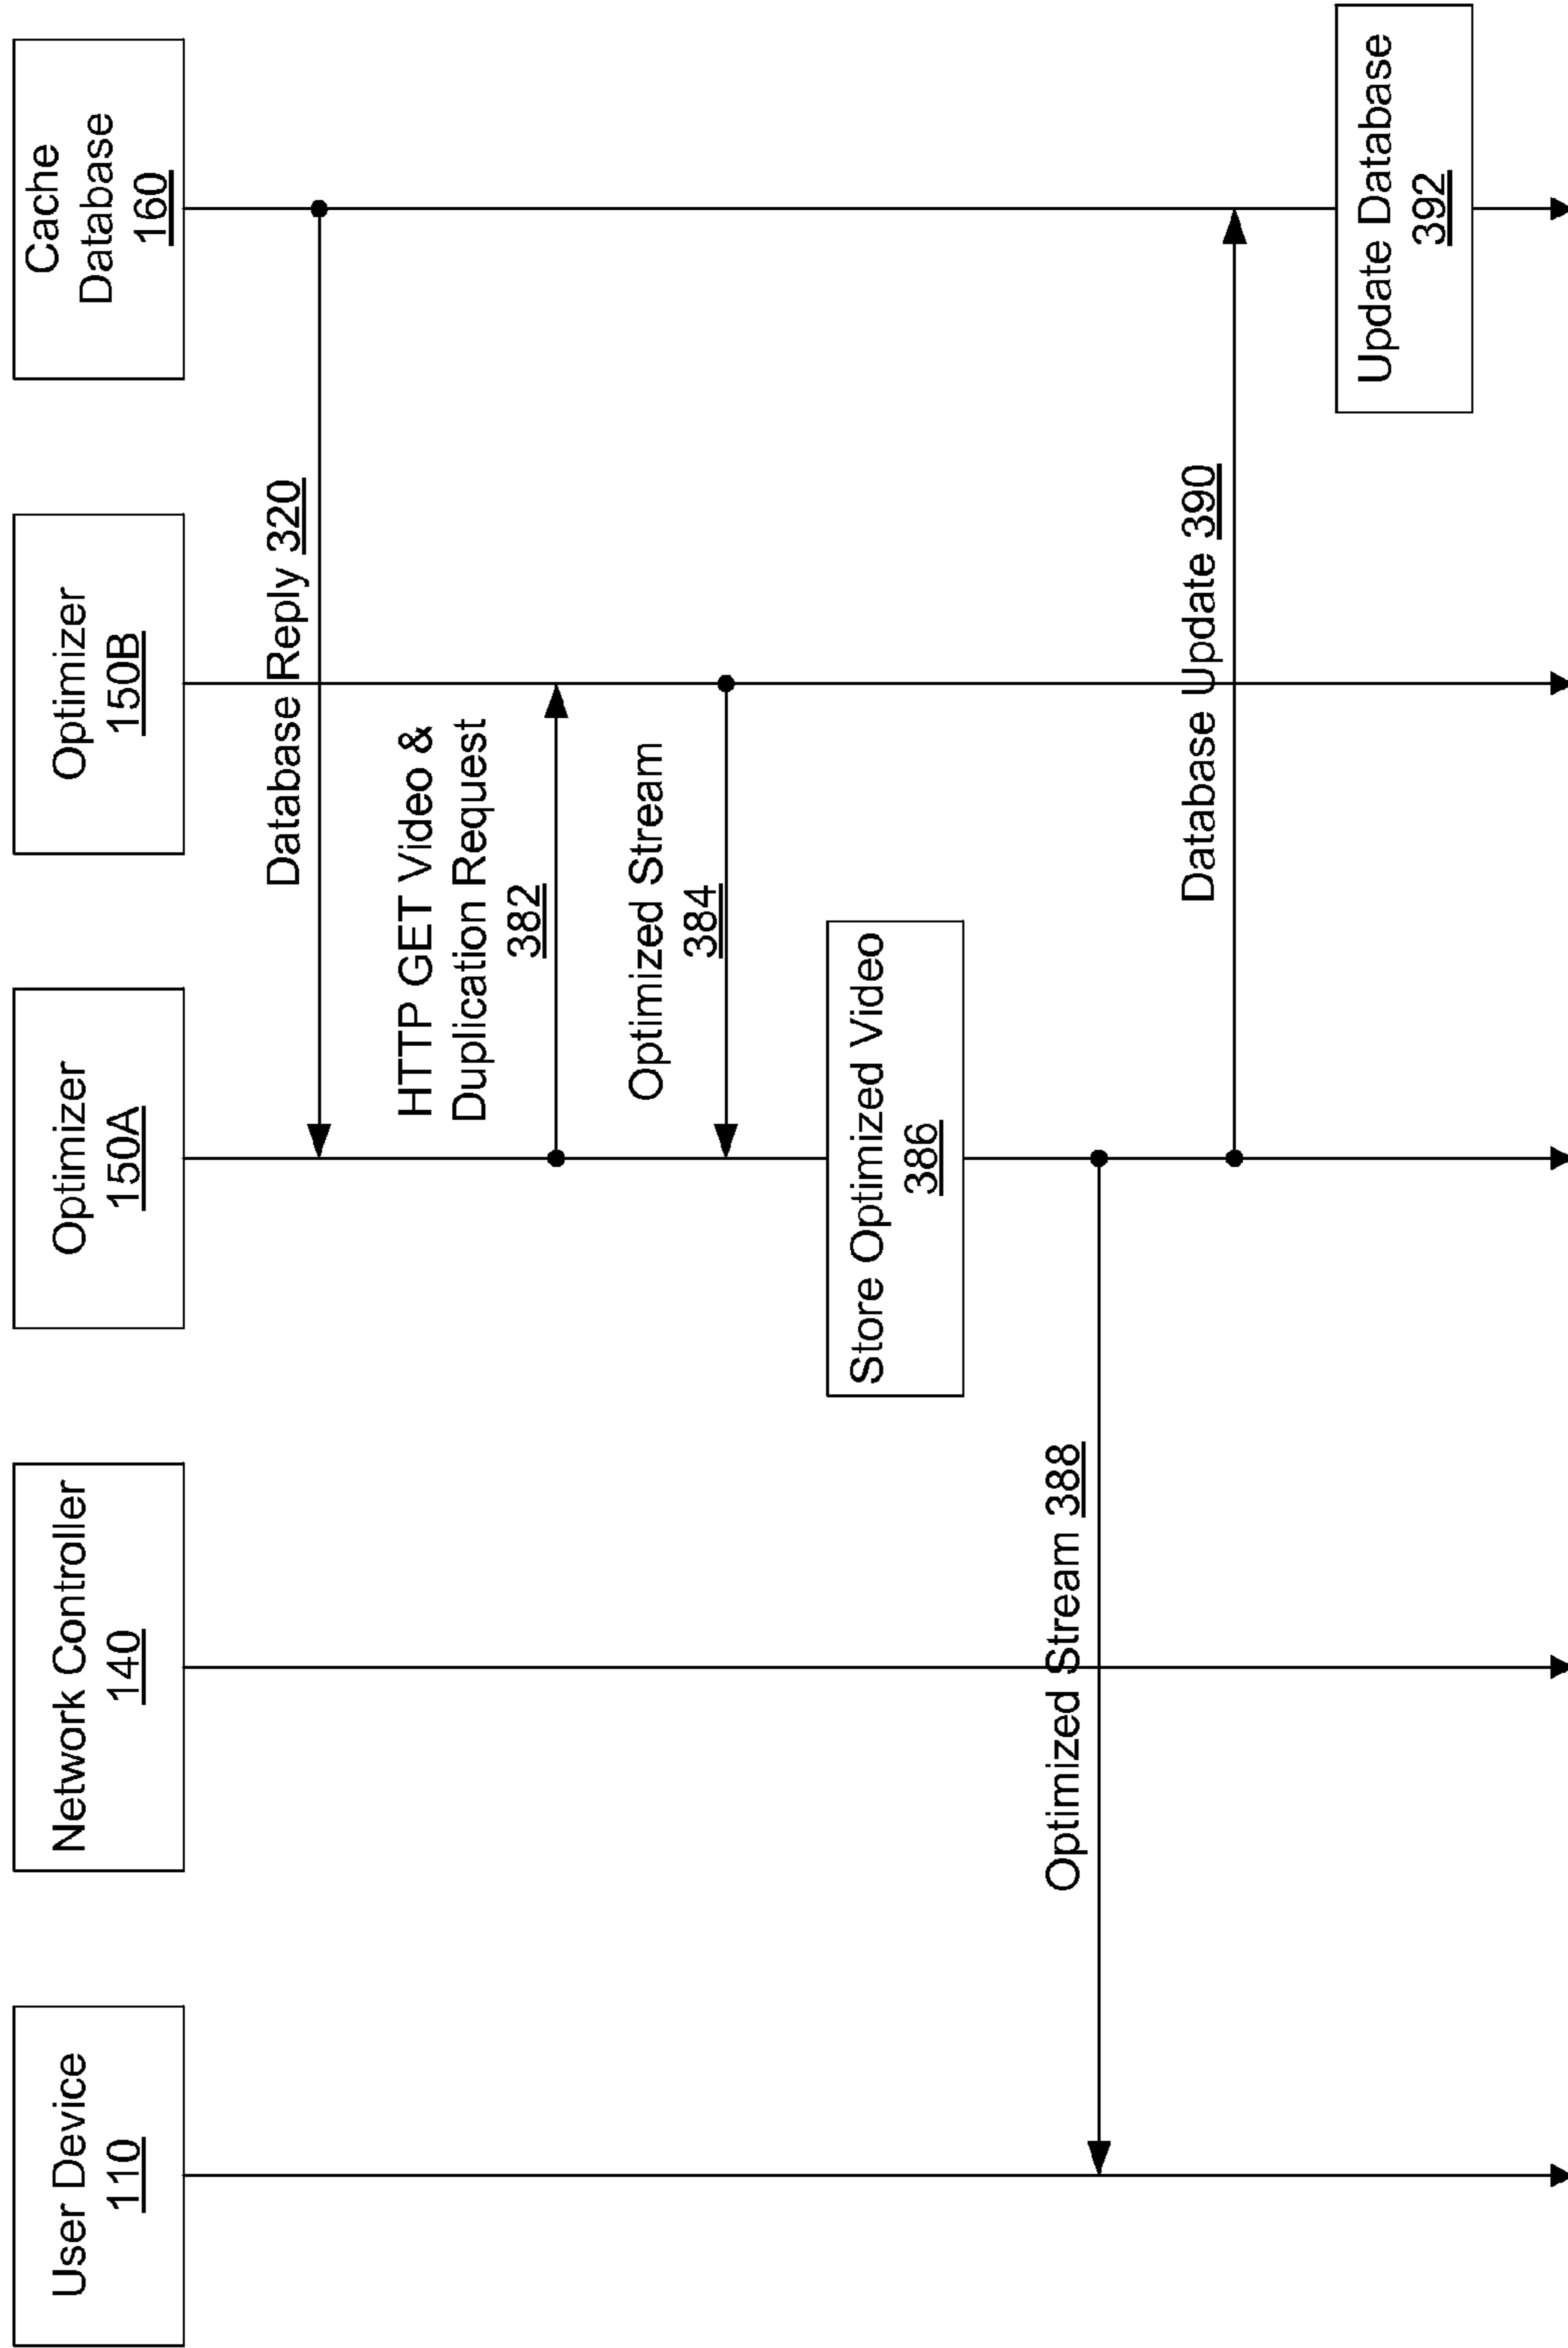 User Device
110
Network Controller
140
Optimizer
150A
Optimizer
150B
Cache
Database
160
Database Reply 320
HTTP GET Video &
Duplication Request
382
Optimized Stream
384
Store Optimized Video
386
Optimized Stream 388
Database Update 390
Update Database
392